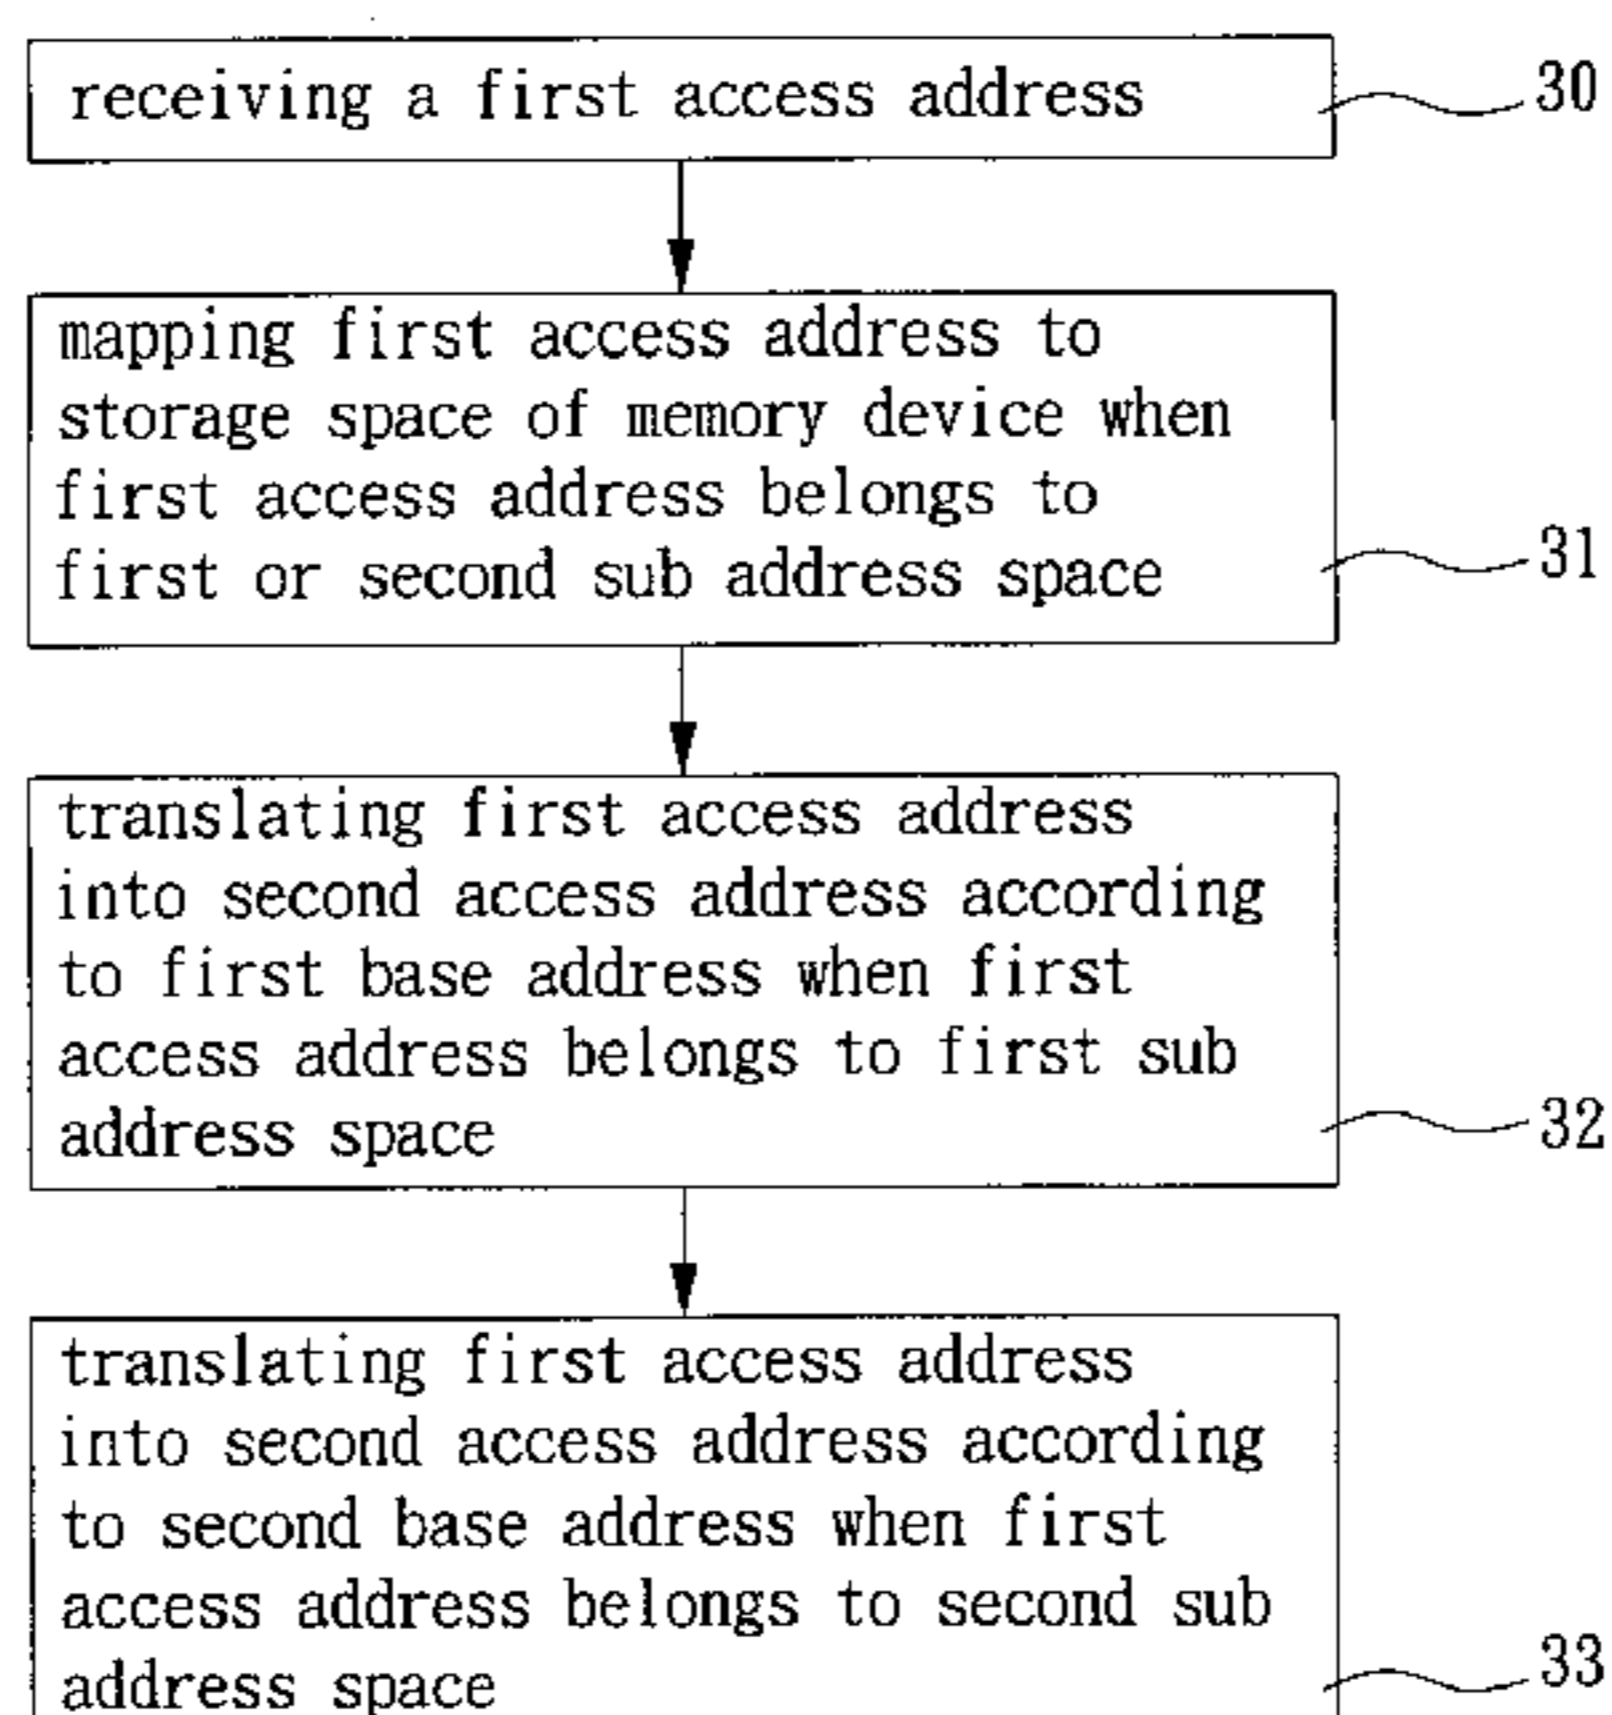 receiving a first access address
30
mapping first access address to
storage space of memory device when
first access address belongs to
first or second sub address space
31
translating first access address
into second access address according
to first base address when first
access address belongs to first sub
address space
32
translating first access address
into second access address according
to second base address when first
access address belongs to second sub
address space
33